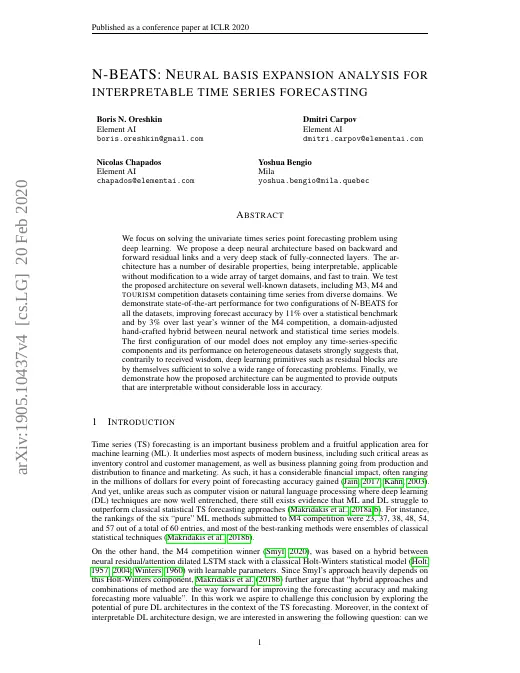 Published as a conference paper at ICLR 2020
N-BEATS: NEURAL BASIS EXPANSION ANALYSIS FOR
INTERPRETABLE TIME SERIES FORECASTING
Boris N. Oreshkin
Element AI
boris.oreshkin@gmail.com
Dmitri Carpov
Element AI
dmitri.carpov@elementai.com
Nicolas Chapados
Element AI
chapados@elementai.com
Yoshua Bengio
Mila
yoshua.bengio@mila.quebec
ABSTRACT
We focus on solving the univariate times series point forecasting problem using
deep learning. We propose a deep neural architecture based on backward and
forward residual links and a very deep stack of fully-connected layers. The ar-
chitecture has a number of desirable properties, being interpretable, applicable
without modification to a wide array of target domains, and fast to train. We test
the proposed architecture on several well-known datasets, including M3, M4 and
TOURISM competition datasets containing time series from diverse domains. We
demonstrate state-of-the-art performance for two configurations of N-BEATS for
all the datasets, improving forecast accuracy by 11% over a statistical benchmark
and by 3% over last year's winner of the M4 competition, a domain-adjusted
hand-crafted hybrid between neural network and statistical time series models.
The first configuration of our model does not employ any time-series-specific
components and its performance on heterogeneous datasets strongly suggests that,
contrarily to received wisdom, deep learning primitives such as residual blocks are
by themselves sufficient to solve a wide range of forecasting problems. Finally, we
demonstrate how the proposed architecture can be augmented to provide outputs
that are interpretable without considerable loss in accuracy.
1 INTRODUCTION
Time series (TS) forecasting is an important business problem and a fruitful application area for
machine learning (ML). It underlies most aspects of modern business, including such critical areas as
inventory control and customer management, as well as business planning going from production and
distribution to finance and marketing. As such, it has a considerable financial impact, often ranging
in the millions of dollars for every point of forecasting accuracy gained (Jain, 2017; Kahn, 2003).
And yet, unlike areas such as computer vision or natural language processing where deep learning
(DL) techniques are now well entrenched, there still exists evidence that ML and DL struggle to
outperform classical statistical TS forecasting approaches (Makridakis et al., 2018a;b). For instance,
the rankings of the six "pure" ML methods submitted to M4 competition were 23, 37, 38, 48, 54,
and 57 out of a total of 60 entries, and most of the best-ranking methods were ensembles of classical
statistical techniques (Makridakis et al., 2018b).
On the other hand, the M4 competition winner (Smyl, 2020), was based on a hybrid between
neural residual/attention dilated LSTM stack with a classical Holt-Winters statistical model (Holt,
1957; 2004; Winters, 1960) with learnable parameters. Since Smyl's approach heavily depends on
this Holt-Winters component, Makridakis et al. (2018b) further argue that "hybrid approaches and
combinations of method are the way forward for improving the forecasting accuracy and making
forecasting more valuable". In this work we aspire to challenge this conclusion by exploring the
potential of pure DL architectures in the context of the TS forecasting. Moreover, in the context of
interpretable DL architecture design, we are interested in answering the following question: can we
1
arXiv:1905.10437v4 [cs.LG] 20 Feb 2020